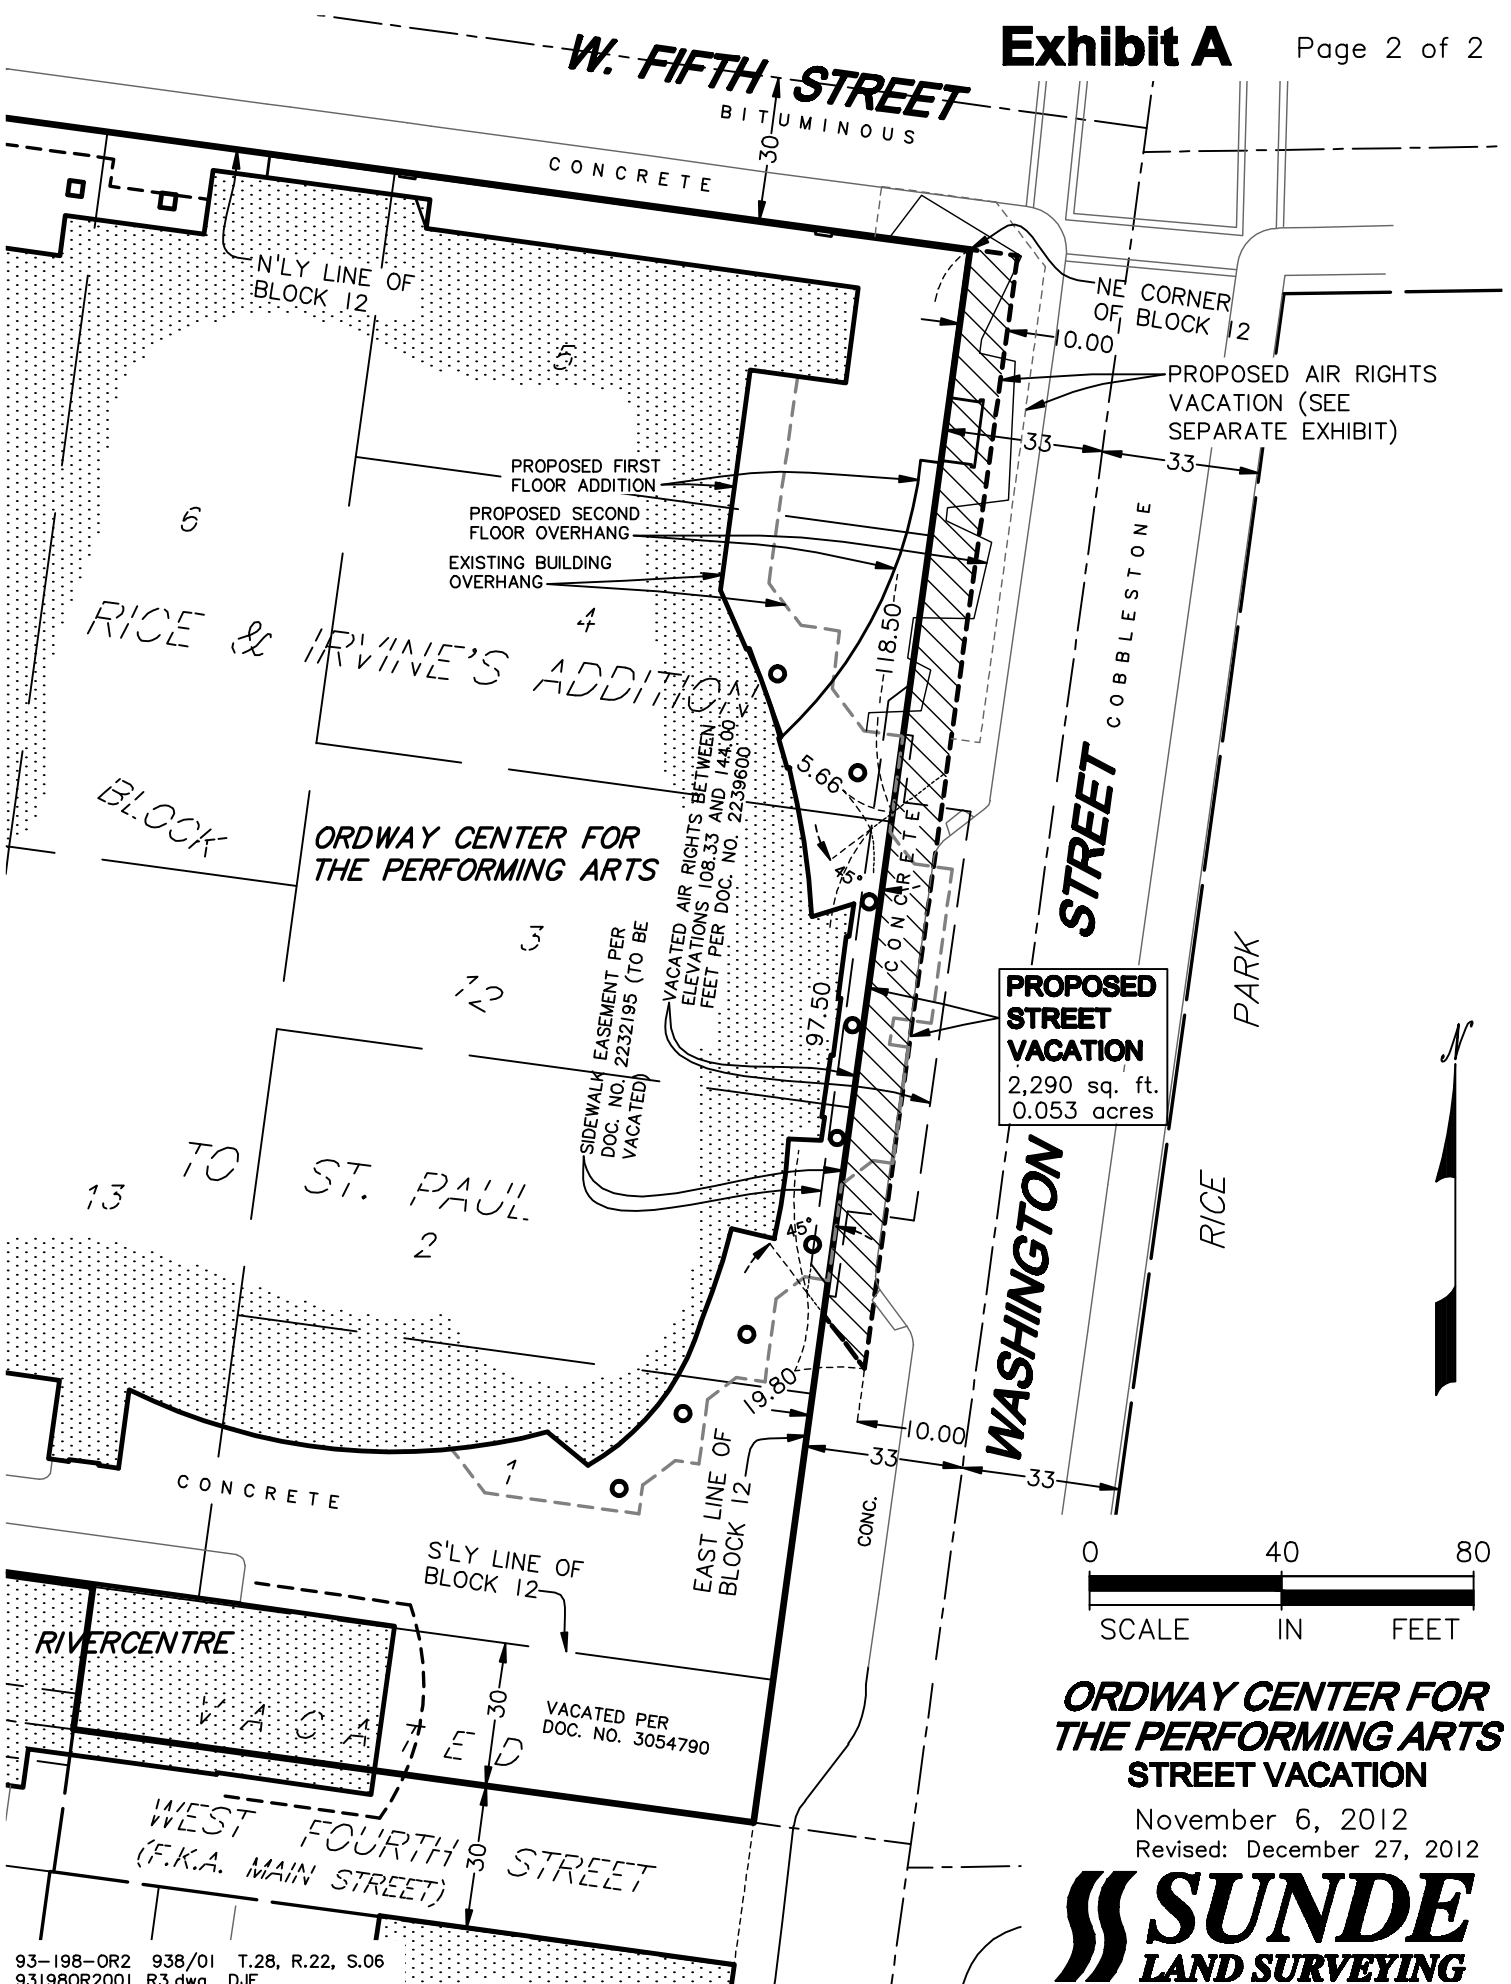 Exhibit A
Page 2 of 2
W. FIFTH STREET
BITUMINOUS
30
CONCRETE
N'LY LINE OF
BLOCK 12
NE CORNER
OF BLOCK 12
10.00
PROPOSED AIR RIGHTS
VACATION (SEE
SEPARATE EXHIBIT)
33
33
5
PROPOSED FIRST
FLOOR ADDITION
PROPOSED SECOND
FLOOR OVERHANG
EXISTING BUILDING
OVERHANG
6
4
118.50
COBBLESTONE
RICE & IRVINE'S ADDITION
5.66
45°
BLOCK
ORDWAY CENTER FOR
THE PERFORMING ARTS
VACATED AIR RIGHTS BETWEEN
ELEVATIONS 108.33 AND 144.00
FEET PER DOC. NO. 2239600
SIDEWALK EASEMENT PER
DOC. NO. 2232195 (TO BE
VACATED)
CONCRETE
3
12
97.50
WASHINGTON STREET
RICE PARK
PROPOSED
STREET
VACATION
2,290 sq. ft.
0.053 acres
N
TO ST. PAUL
13
2
45°
19.80
10.00
33
33
1
CONCRETE
EAST LINE OF
BLOCK 12
CONC.
S'LY LINE OF
BLOCK 12
0 40 80
SCALE IN FEET
RIVERCENTRE
VACATED
30
VACATED PER
DOC. NO. 3054790
WEST FOURTH STREET
(F.K.A. MAIN STREET)
30
ORDWAY CENTER FOR
THE PERFORMING ARTS
STREET VACATION
November 6, 2012
Revised: December 27, 2012
SUNDE
LAND SURVEYING
93-198-OR2 938/01 T.28, R.22, S.06
93198OR2001 R3.dwg DJF